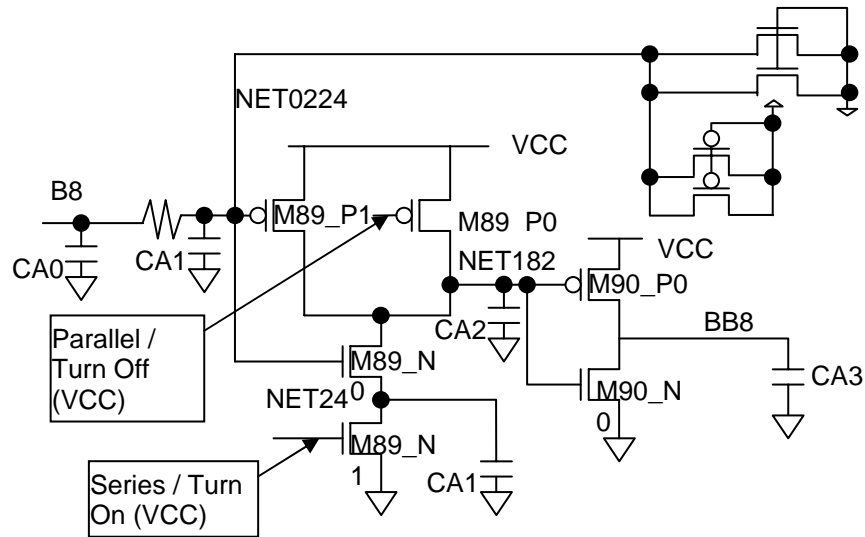 NET0224
VCC
B8
M89_P1
M89 P0
CA0
CA1
NET182
VCC
M90_P0
CA2
BB8
Parallel /
Turn Off
(VCC)
M89_N
0
NET24
M90_N
0
CA3
M89_N
1
CA1
Series / Turn
On (VCC)